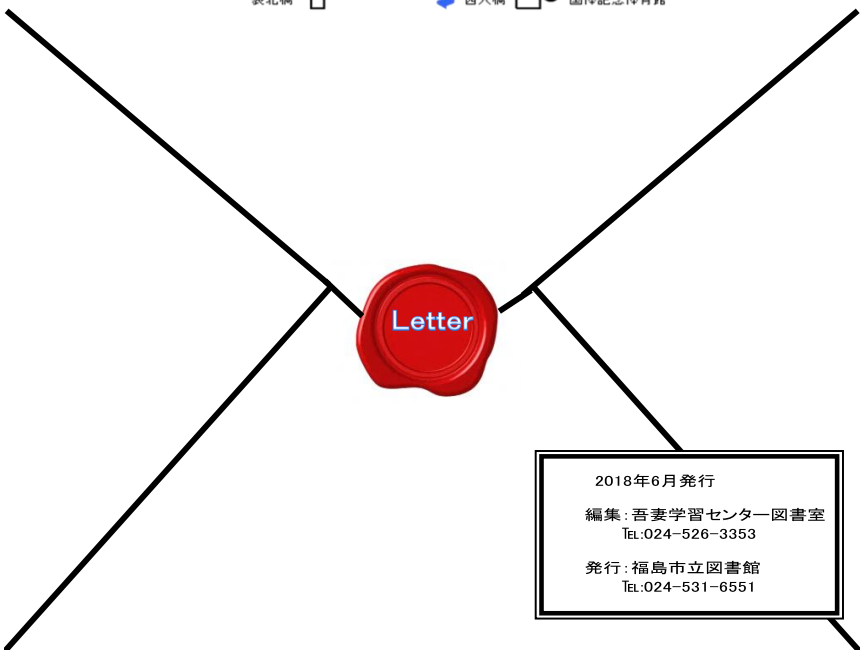 Letter
2018年6月発行
編集:吾妻学習センター図書室
TEL:024-526-3353
発行:福島市立図書館
TEL:024-531-6551